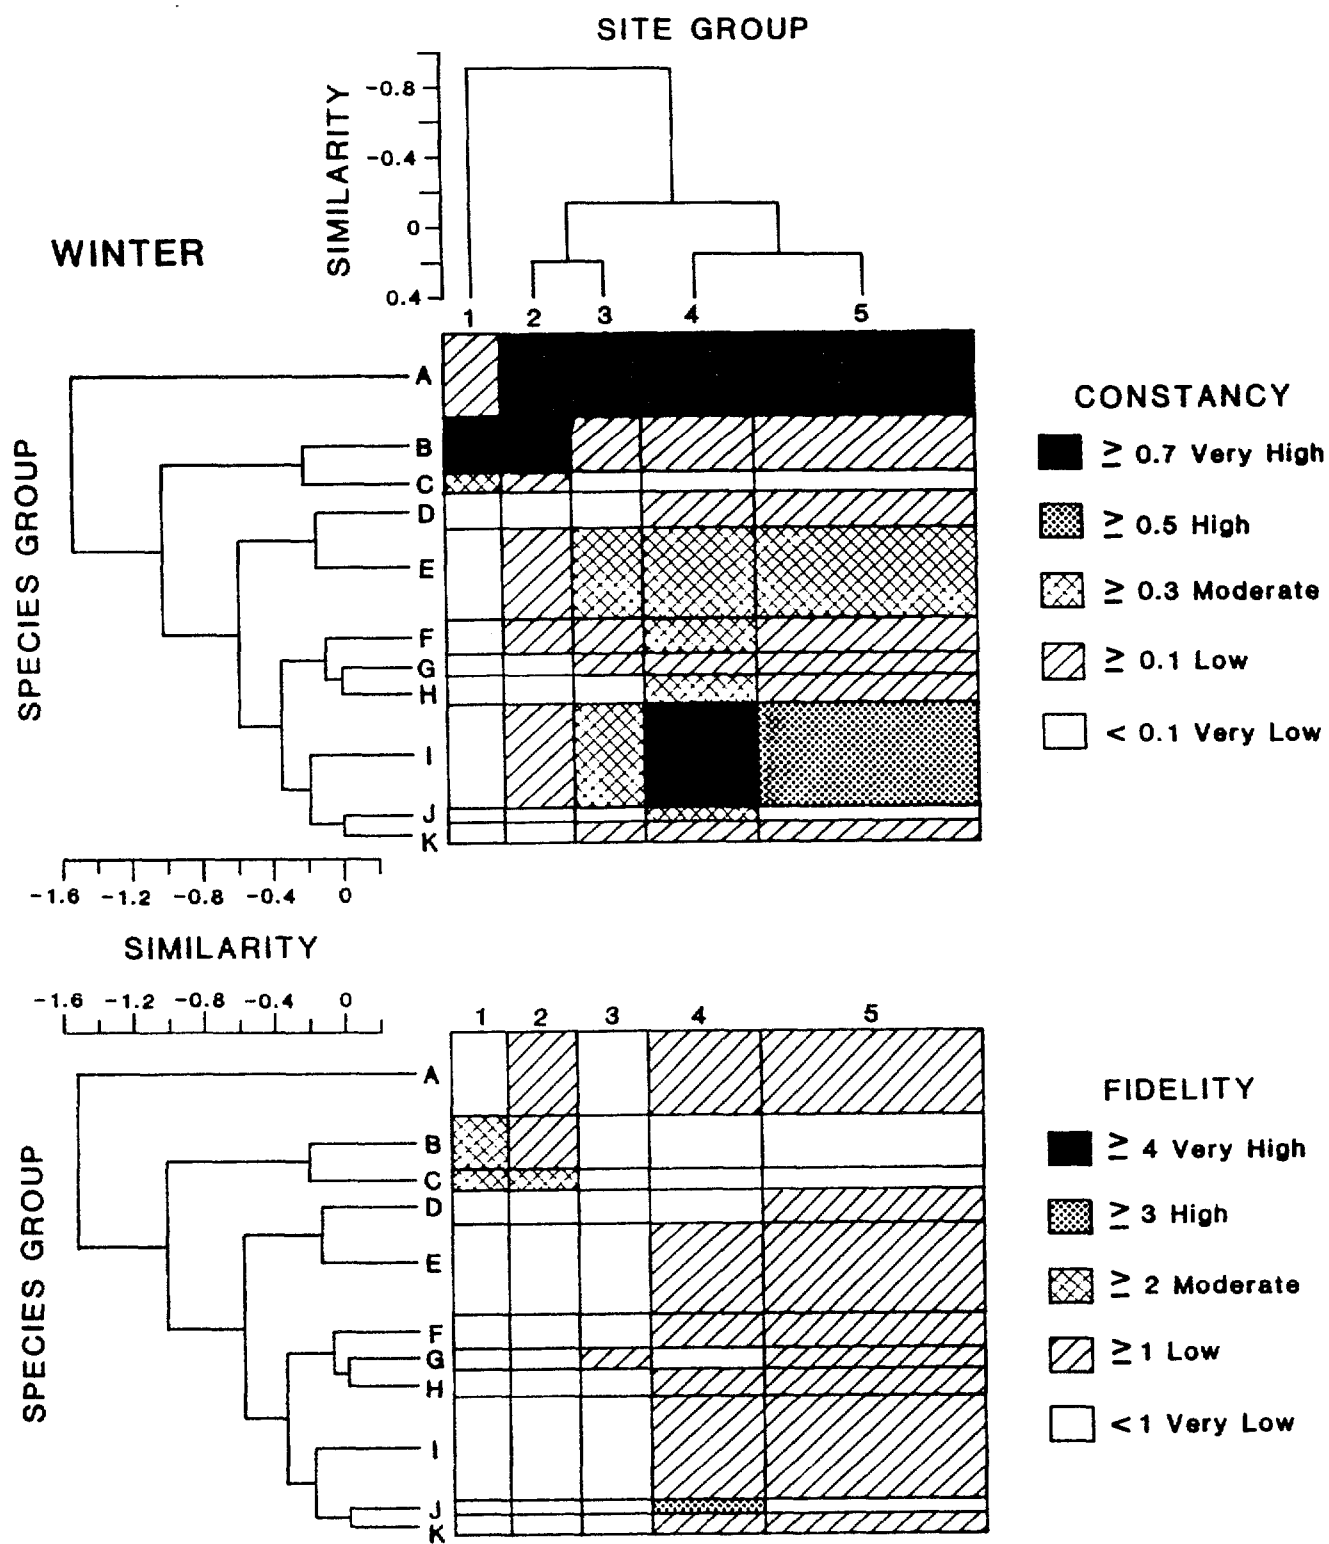 SITE GROUP
SIMILARITY
-0.8
-0.4
0
0.4
WINTER
1 2 3 4 5
SPECIES GROUP
A
B
C
D
E
F
G
H
I
J
K
CONSTANCY
≥ 0.7 Very High
≥ 0.5 High
≥ 0.3 Moderate
≥ 0.1 Low
< 0.1 Very Low
-1.6 -1.2 -0.8 -0.4 0
SIMILARITY
-1.6 -1.2 -0.8 -0.4 0
1 2 3 4 5
SPECIES GROUP
A
B
C
D
E
F
G
H
I
J
K
FIDELITY
≥ 4 Very High
≥ 3 High
≥ 2 Moderate
≥ 1 Low
< 1 Very Low